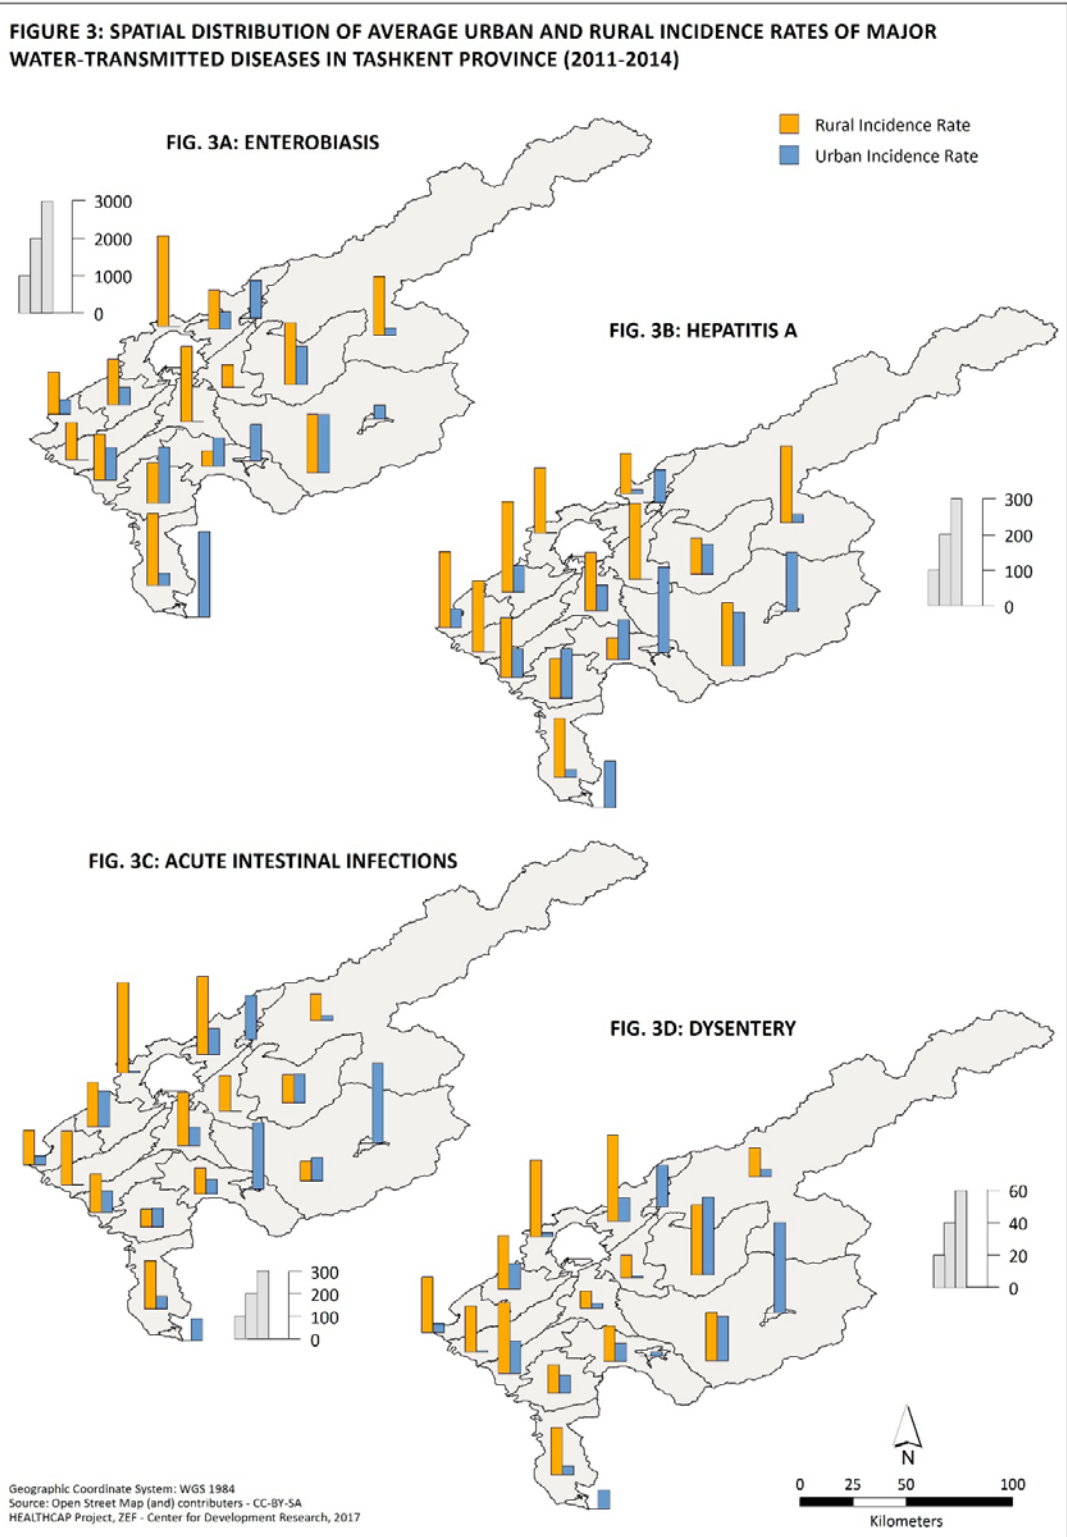 FIGURE 3: SPATIAL DISTRIBUTION OF AVERAGE URBAN AND RURAL INCIDENCE RATES OF MAJOR
WATER-TRANSMITTED DISEASES IN TASHKENT PROVINCE (2011-2014)
FIG. 3A: ENTEROBIASIS
Rural Incidence Rate
Urban Incidence Rate
3000
2000
1000
0
FIG. 3B: HEPATITIS A
300
200
100
0
FIG. 3C: ACUTE INTESTINAL INFECTIONS
300
200
100
0
FIG. 3D: DYSENTERY
60
40
20
0
N
0 25 50 100
Kilometers
Geographic Coordinate System: WGS 1984
Source: Open Street Map (and) contributers - CC-BY-SA
HEALTHCAP Project, ZEF - Center for Development Research, 2017